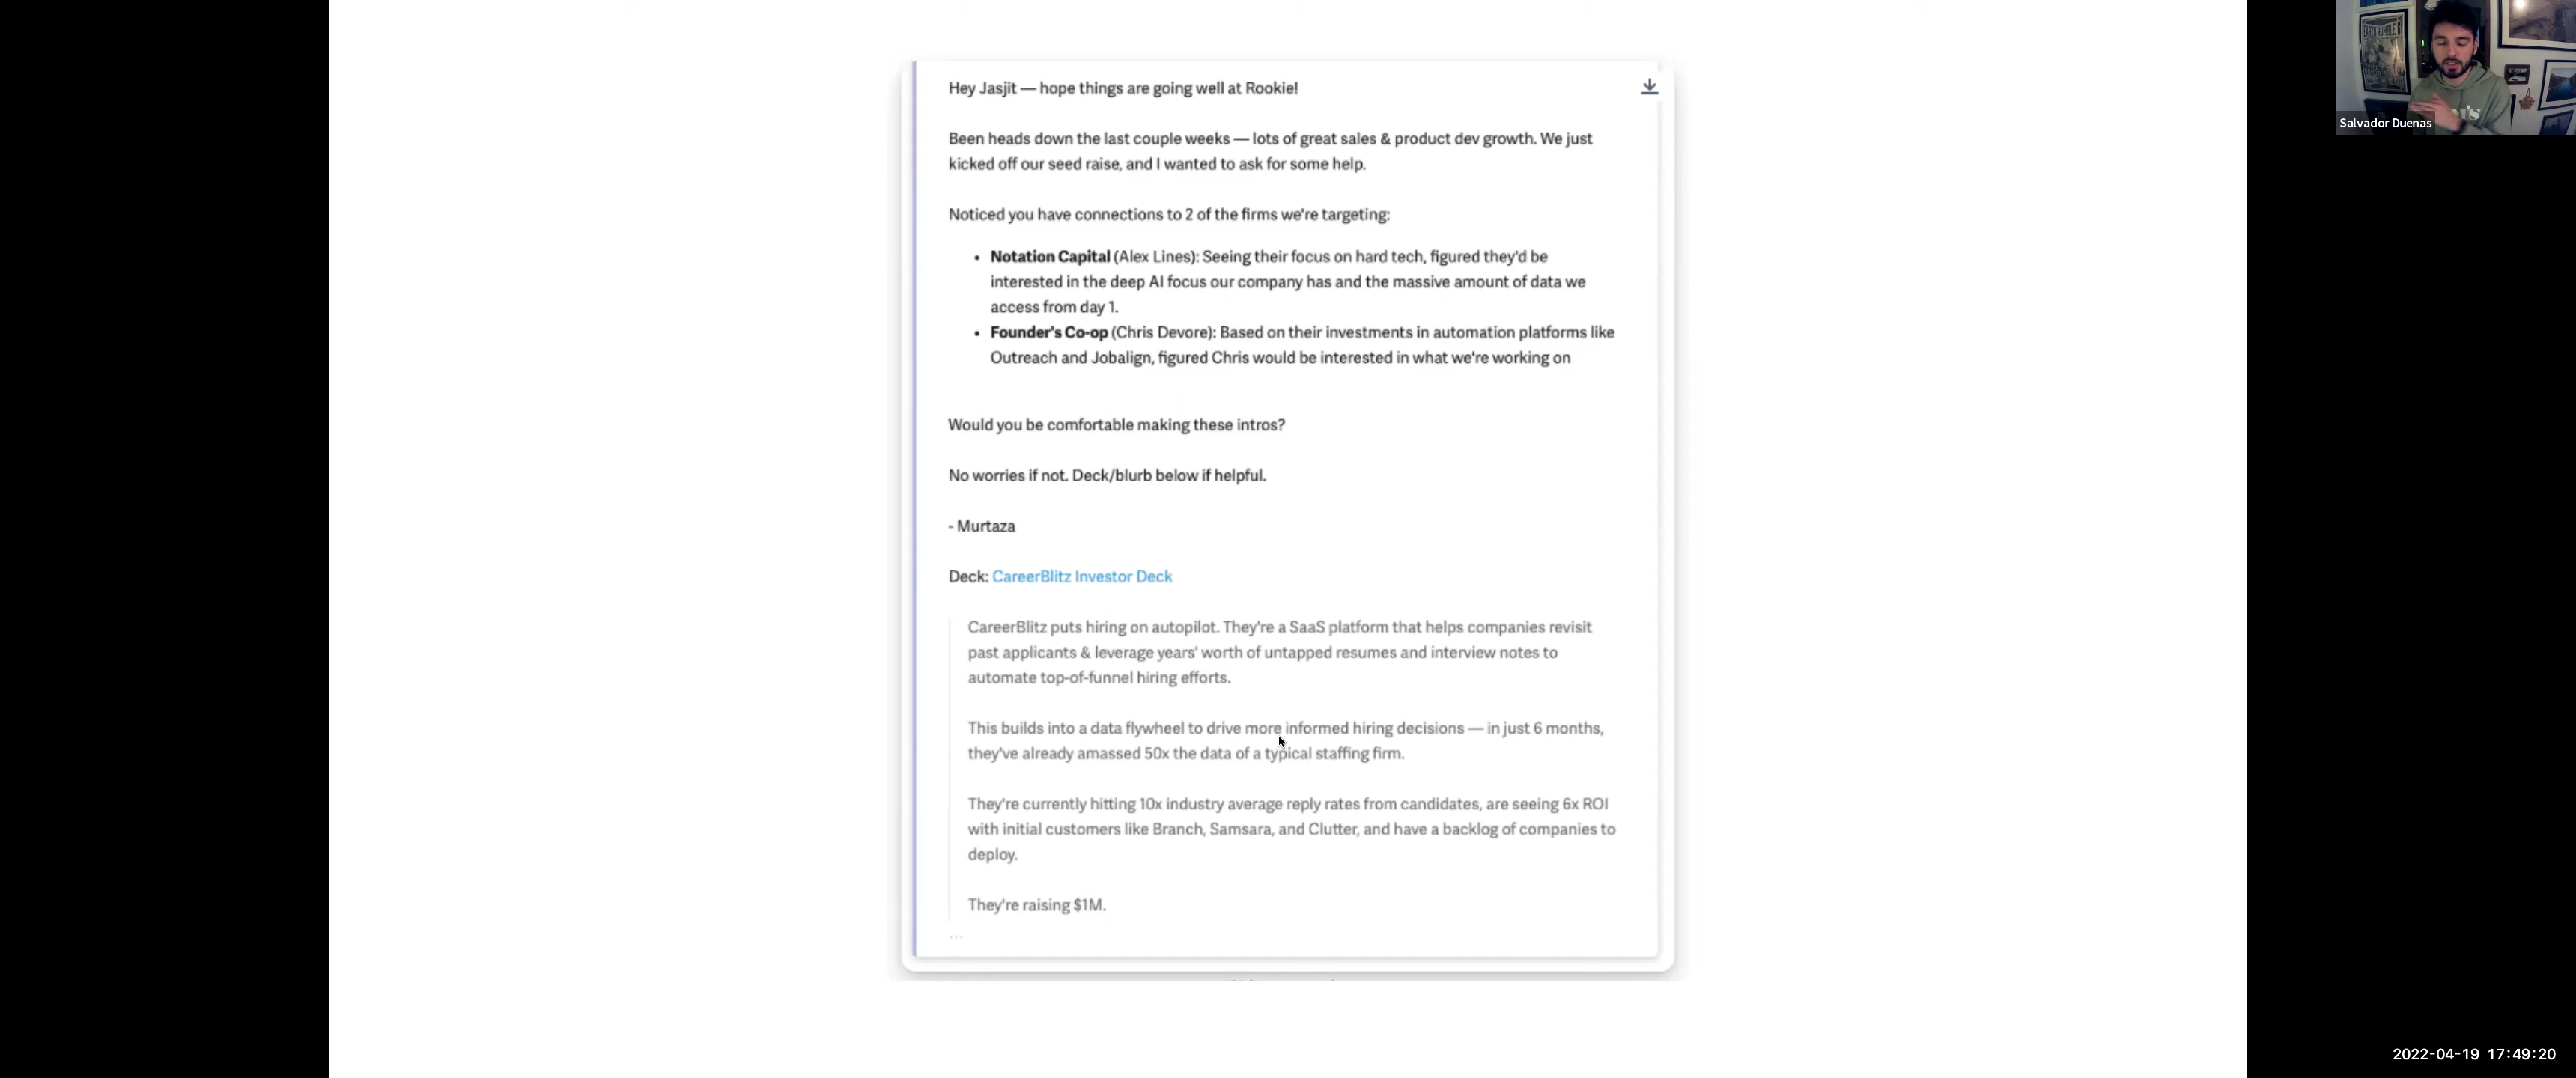 Hey Jasjit — hope things are going well at Rookie!
Been heads down the last couple weeks — lots of great sales & product dev growth. We just
kicked off our seed raise, and I wanted to ask for some help.
Noticed you have connections to 2 of the firms we're targeting:
• Notation Capital (Alex Lines): Seeing their focus on hard tech, figured they'd be
interested in the deep AI focus our company has and the massive amount of data we
access from day 1.
• Founder's Co-op (Chris Devore): Based on their investments in automation platforms like
Outreach and Jobalign, figured Chris would be interested in what we're working on
Would you be comfortable making these intros?
No worries if not. Deck/blurb below if helpful.
- Murtaza
Deck: CareerBlitz Investor Deck
CareerBlitz puts hiring on autopilot. They're a SaaS platform that helps companies revisit
past applicants & leverage years' worth of untapped resumes and interview notes to
automate top-of-funnel hiring efforts.
This builds into a data flywheel to drive more informed hiring decisions — in just 6 months,
they've already amassed 50x the data of a typical staffing firm.
They're currently hitting 10x industry average reply rates from candidates, are seeing 6x ROI
with initial customers like Branch, Samsara, and Clutter, and have a backlog of companies to
deploy.
They're raising $1M.
...
Salvador Duenas
2022-04-19 17:49:20